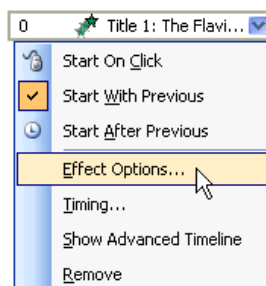 0 Title 1: The Flavi...
Start On Click
Start With Previous
Start After Previous
Effect Options...
Timing...
Show Advanced Timeline
Remove